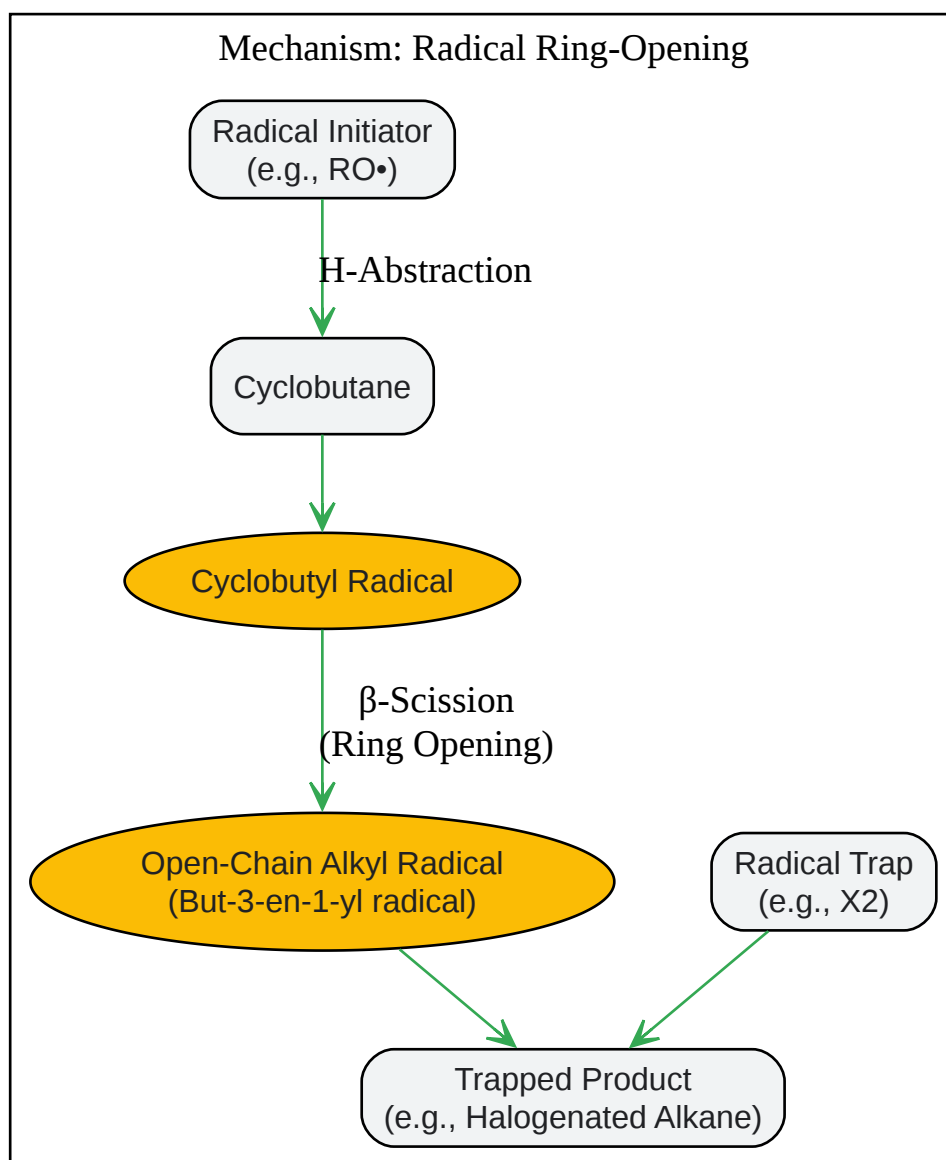 Mechanism: Radical Ring-Opening
Radical Initiator
(e.g., RO•)
H-Abstraction
Cyclobutane
Cyclobutyl Radical
β-Scission
(Ring Opening)
Open-Chain Alkyl Radical
(But-3-en-1-yl radical)
Radical Trap
(e.g., X2)
Trapped Product
(e.g., Halogenated Alkane)